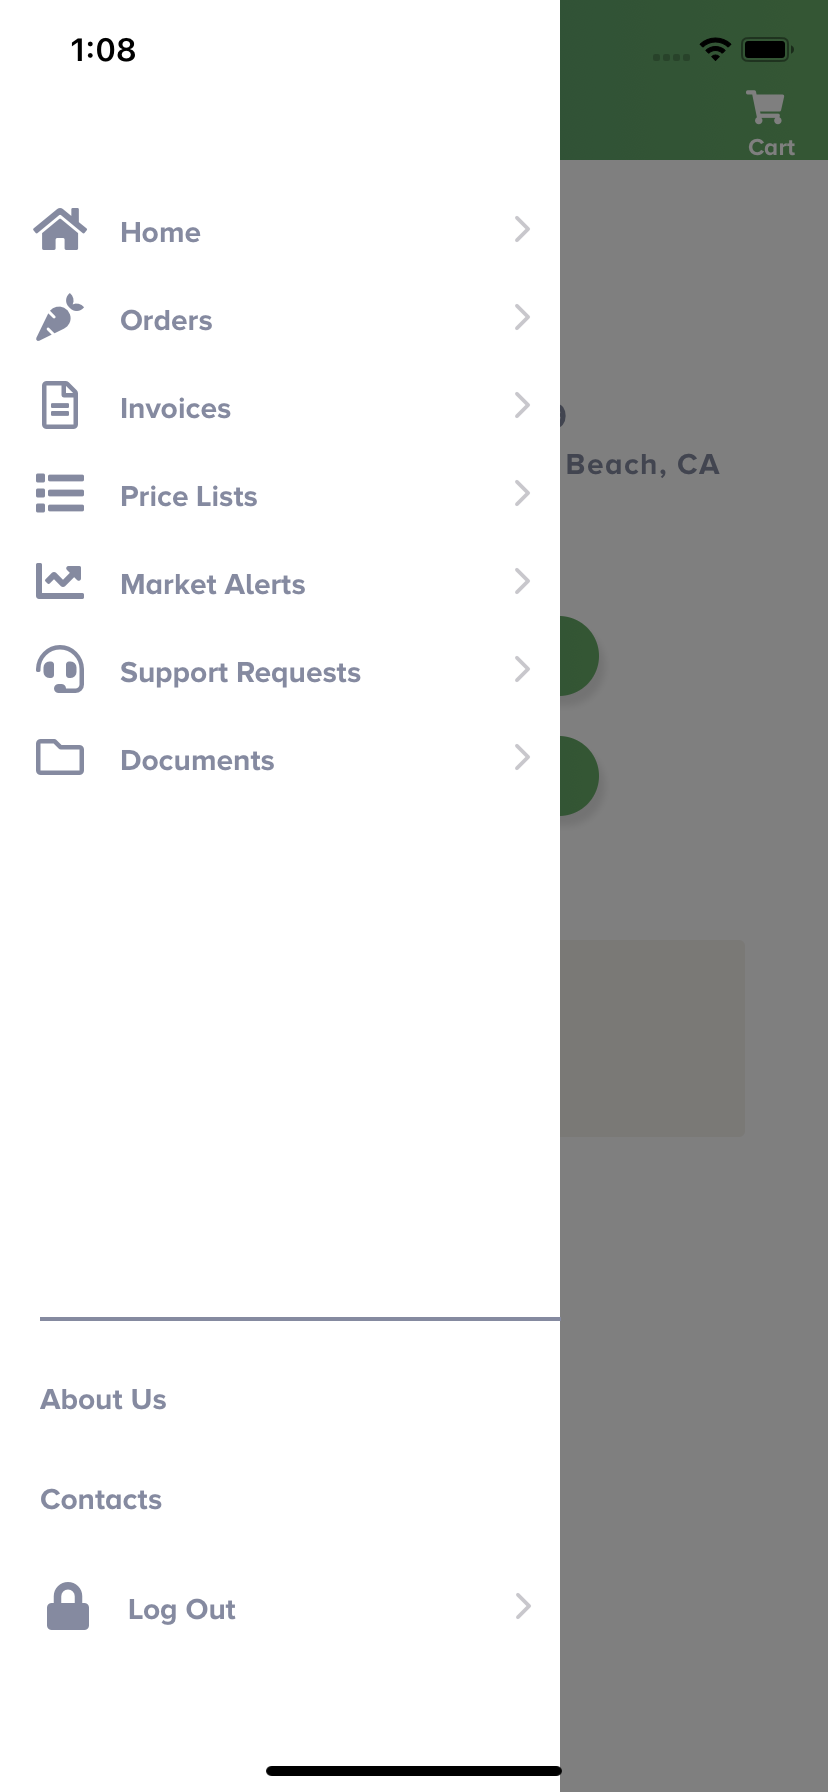 1:08
Cart
Home
Orders
Invoices
Price Lists
Beach, CA
Market Alerts
Support Requests
Documents
About Us
Contacts
Log Out